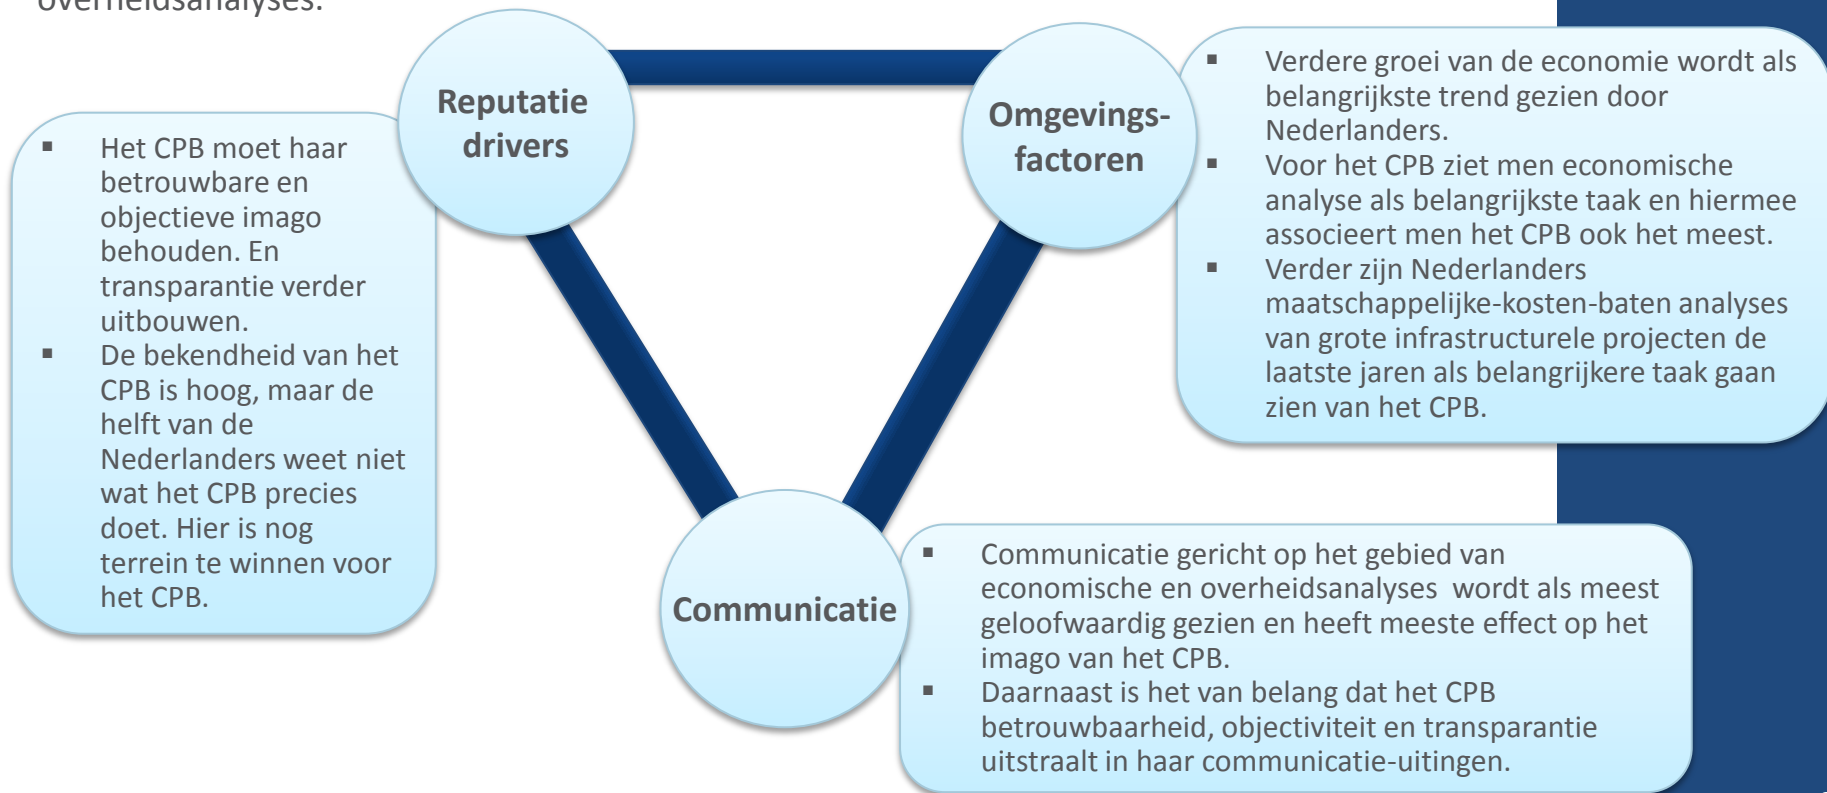 overheidsanalyses.
Reputatie
drivers
▪ Het CPB moet haar
betrouwbare en
objectieve imago
behouden. En
transparantie verder
uitbouwen.
▪ De bekendheid van het
CPB is hoog, maar de
helft van de
Nederlanders weet niet
wat het CPB precies
doet. Hier is nog
terrein te winnen voor
het CPB.
Omgevings-
factoren
▪ Verdere groei van de economie wordt als
belangrijkste trend gezien door
Nederlanders.
▪ Voor het CPB ziet men economische
analyse als belangrijkste taak en hiermee
associeert men het CPB ook het meest.
▪ Verder zijn Nederlanders
maatschappelijke-kosten-baten analyses
van grote infrastructurele projecten de
laatste jaren als belangrijkere taak gaan
zien van het CPB.
Communicatie
▪ Communicatie gericht op het gebied van
economische en overheidsanalyses wordt als meest
geloofwaardig gezien en heeft meeste effect op het
imago van het CPB.
▪ Daarnaast is het van belang dat het CPB
betrouwbaarheid, objectiviteit en transparantie
uitstraalt in haar communicatie-uitingen.